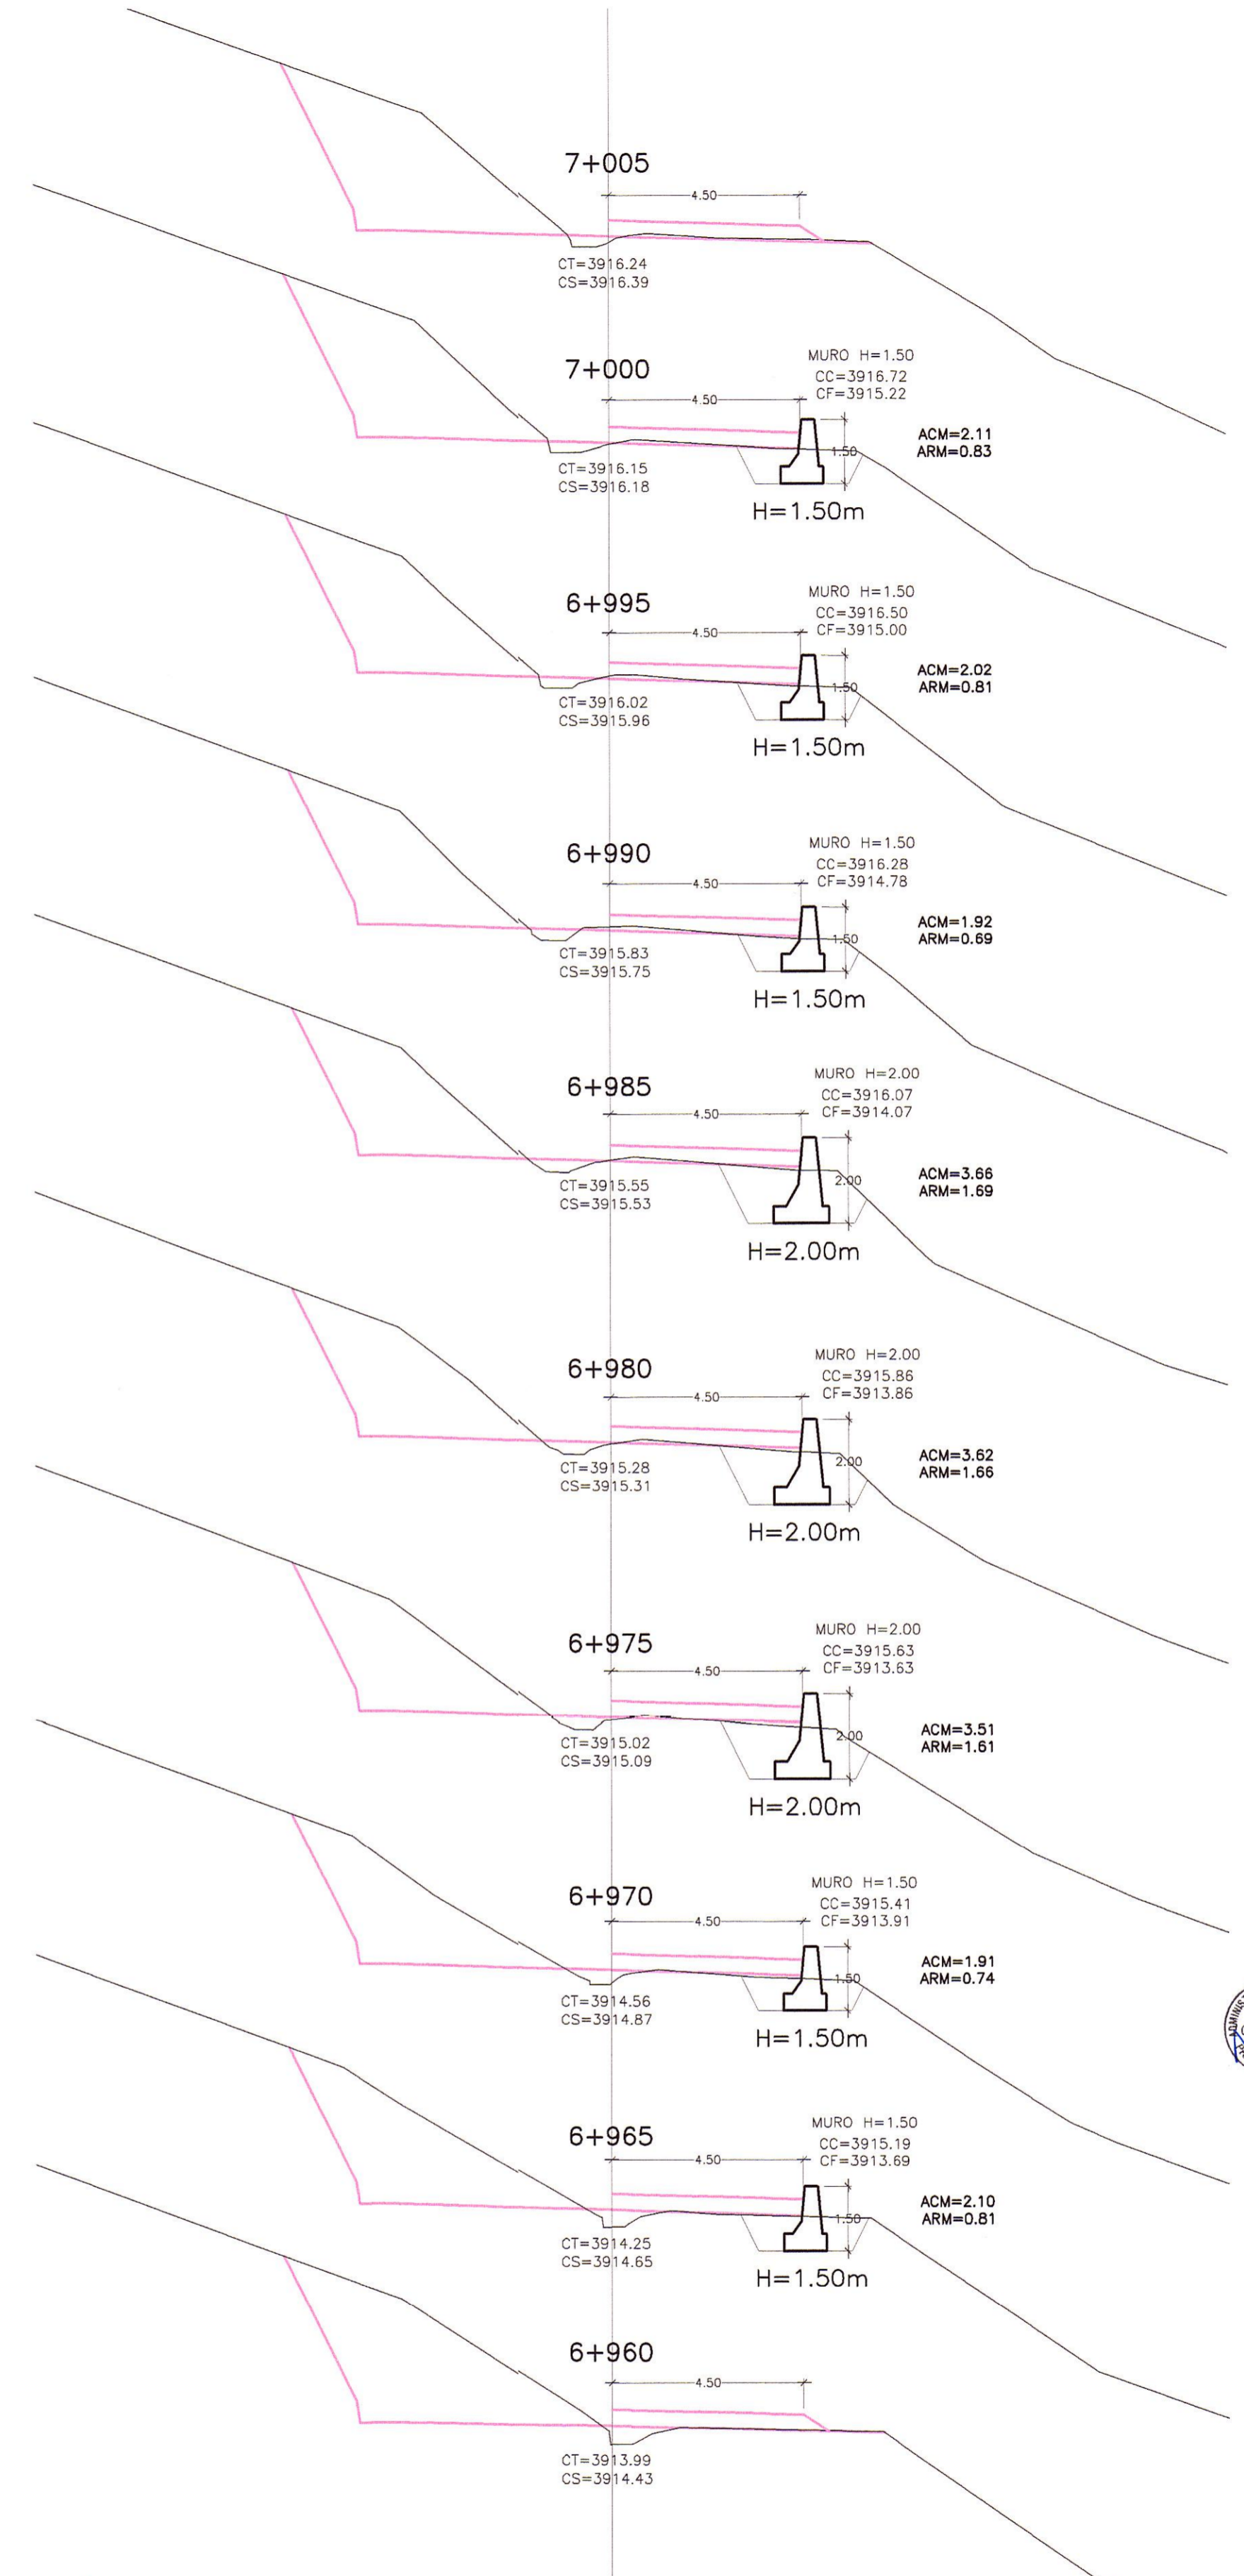 7+005
4.50
CT=3916.24
CS=3916.39
7+000
4.50
MURO H=1.50
CC=3916.72
CF=3915.22
1.50
ACM=2.11
ARM=0.83
CT=3916.15
CS=3916.18
H=1.50m
6+995
4.50
MURO H=1.50
CC=3916.50
CF=3915.00
1.50
ACM=2.02
ARM=0.81
CT=3916.02
CS=3915.96
H=1.50m
6+990
4.50
MURO H=1.50
CC=3916.28
CF=3914.78
1.50
ACM=1.92
ARM=0.69
CT=3915.83
CS=3915.75
H=1.50m
6+985
4.50
MURO H=2.00
CC=3916.07
CF=3914.07
2.00
ACM=3.66
ARM=1.69
CT=3915.55
CS=3915.53
H=2.00m
6+980
4.50
MURO H=2.00
CC=3915.86
CF=3913.86
2.00
ACM=3.62
ARM=1.66
CT=3915.28
CS=3915.31
H=2.00m
6+975
4.50
MURO H=2.00
CC=3915.63
CF=3913.63
2.00
ACM=3.51
ARM=1.61
CT=3915.02
CS=3915.09
H=2.00m
6+970
4.50
MURO H=1.50
CC=3915.41
CF=3913.91
1.50
ACM=1.91
ARM=0.74
CT=3914.56
CS=3914.87
H=1.50m
6+965
4.50
MURO H=1.50
CC=3915.19
CF=3913.69
1.50
ACM=2.10
ARM=0.81
CT=3914.25
CS=3914.65
H=1.50m
6+960
4.50
CT=3913.99
CS=3914.43